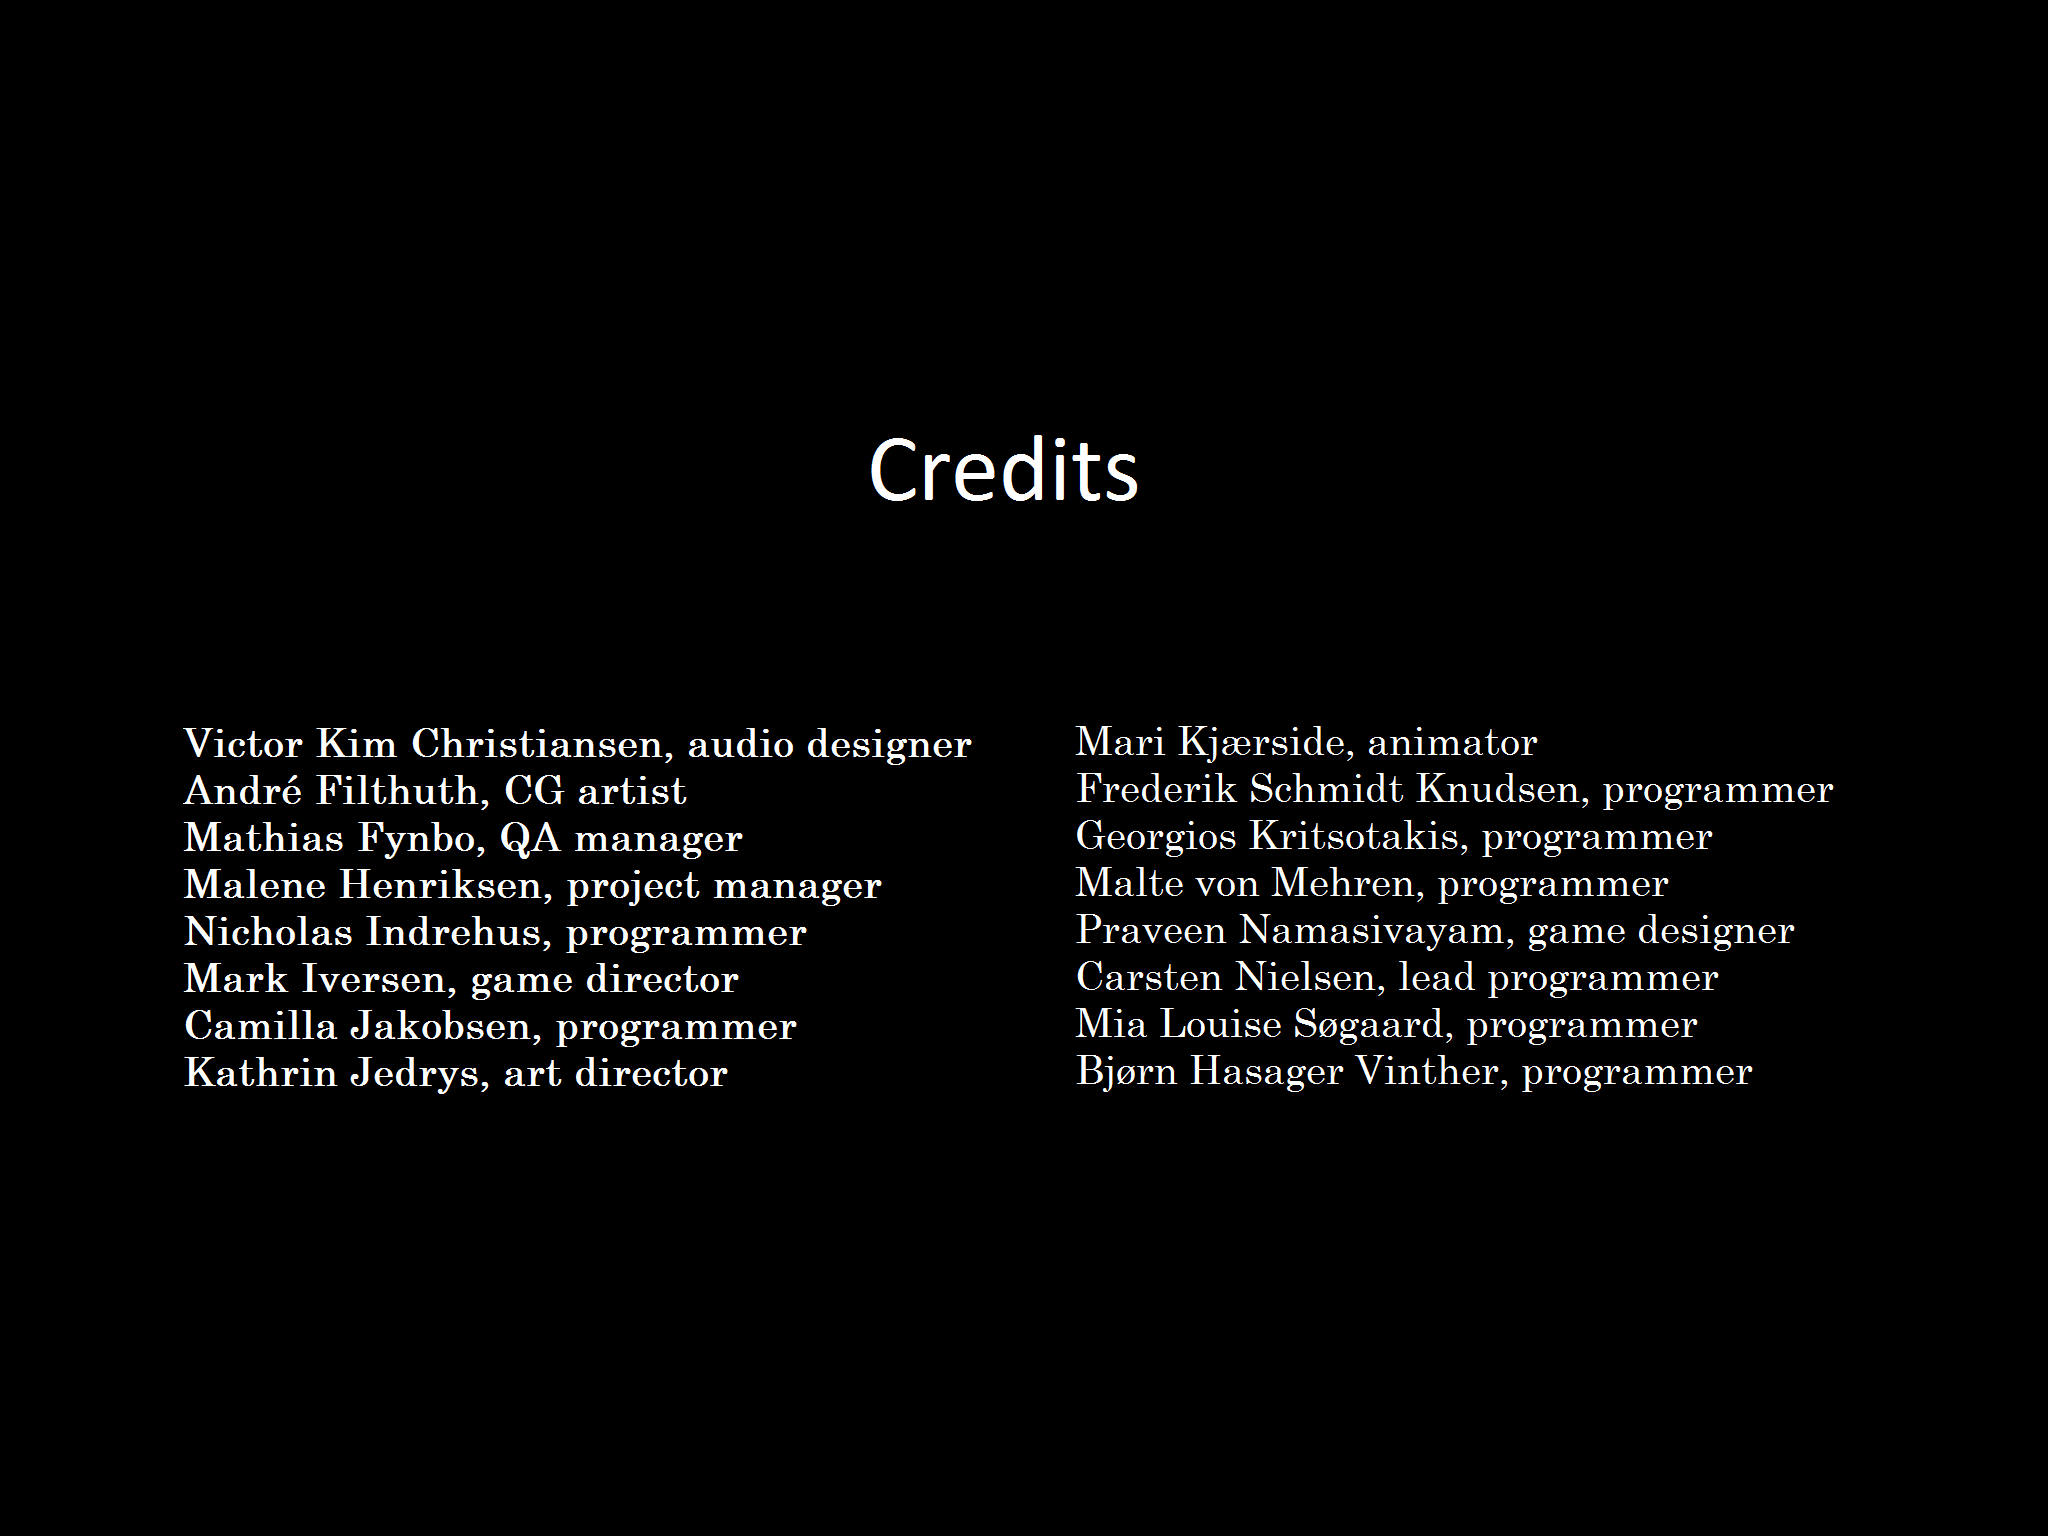 Credits
Victor Kim Christiansen, audio designer
André Filthuth, CG artist
Mathias Fynbo, QA manager
Malene Henriksen, project manager
Nicholas Indrehus, programmer
Mark Iversen, game director
Camilla Jakobsen, programmer
Kathrin Jedrys, art director
Mari Kjærside, animator
Frederik Schmidt Knudsen, programmer
Georgios Kritsotakis, programmer
Malte von Mehren, programmer
Praveen Namasivayam, game designer
Carsten Nielsen, lead programmer
Mia Louise Søgaard, programmer
Bjørn Hasager Vinther, programmer